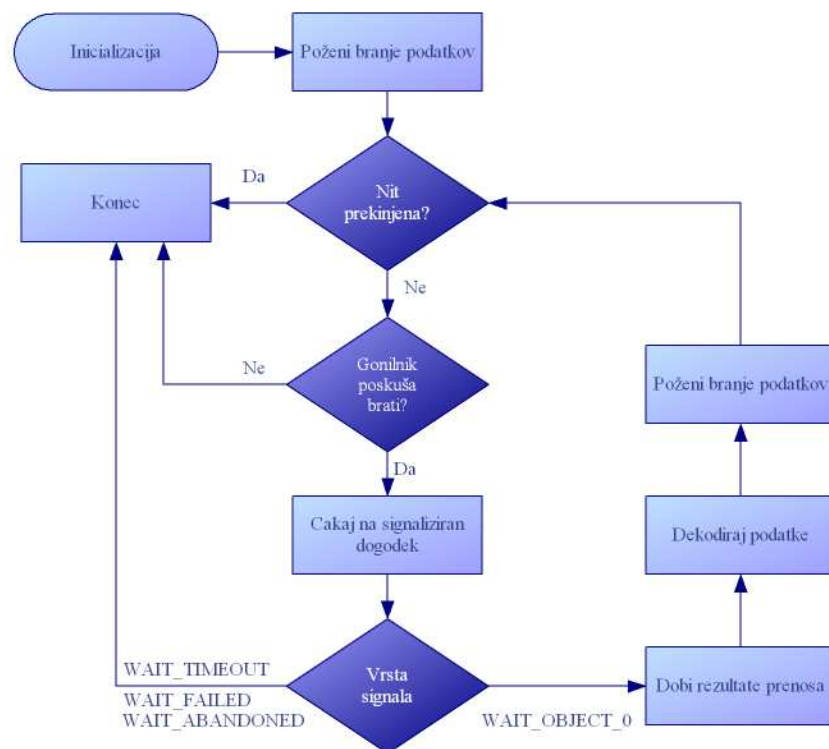 Inicializacija
Poženi branje podatkov
Da
Nit
prekinjena?
Konec
Ne
Ne
Gonilnik
poskuša
brati?
Poženi branje podatkov
Da
Cakaj na signaliziran
dogodek
Dekodiraj podatke
WAIT_TIMEOUT
WAIT_FAILED
WAIT_ABANDONED
Vrsta
signala
WAIT_OBJECT_0
Dobi rezultate prenosa